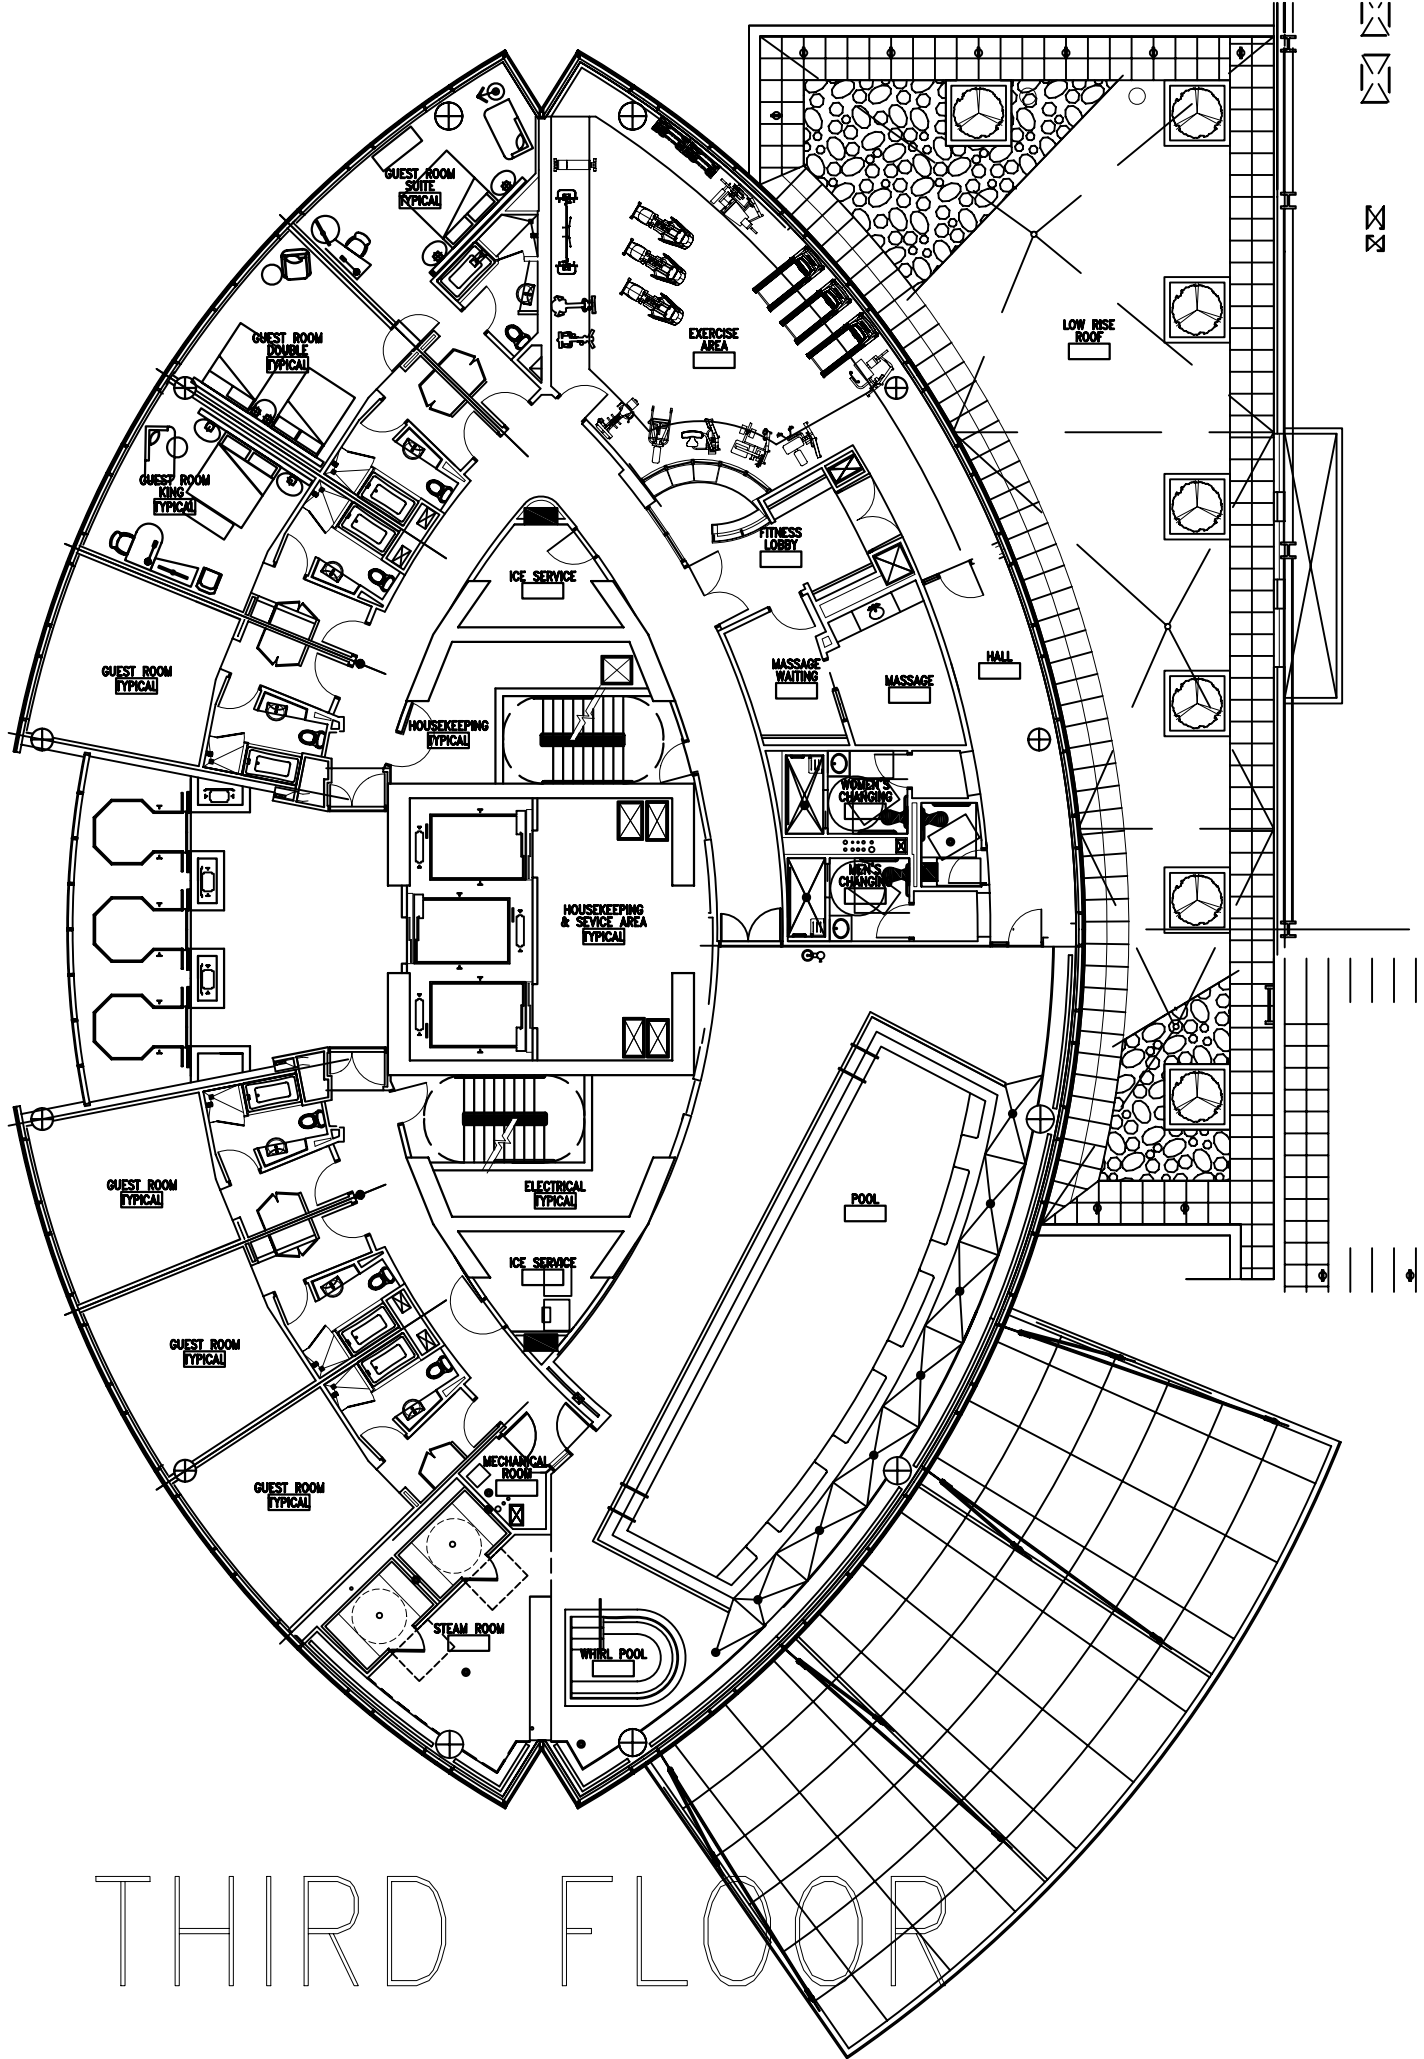 GUEST ROOM
SUITE
TYPICAL
GUEST ROOM
DOUBLE
TYPICAL
EXERCISE
AREA
LOW RISE
ROOF
GUEST ROOM
KING
TYPICAL
FITNESS
LOBBY
ICE SERVICE
GUEST ROOM
TYPICAL
MASSAGE
WAITING
MASSAGE
HALL
HOUSEKEEPING
TYPICAL
WOMEN'S
CHANGING
MEN'S
CHANGING
HOUSEKEEPING
& SEVICE AREA
TYPICAL
GUEST ROOM
TYPICAL
ELECTRICAL
TYPICAL
POOL
ICE SERVICE
GUEST ROOM
TYPICAL
GUEST ROOM
TYPICAL
MECHANICAL
ROOM
STEAM ROOM
WHIRL POOL
THIRD FLOOR